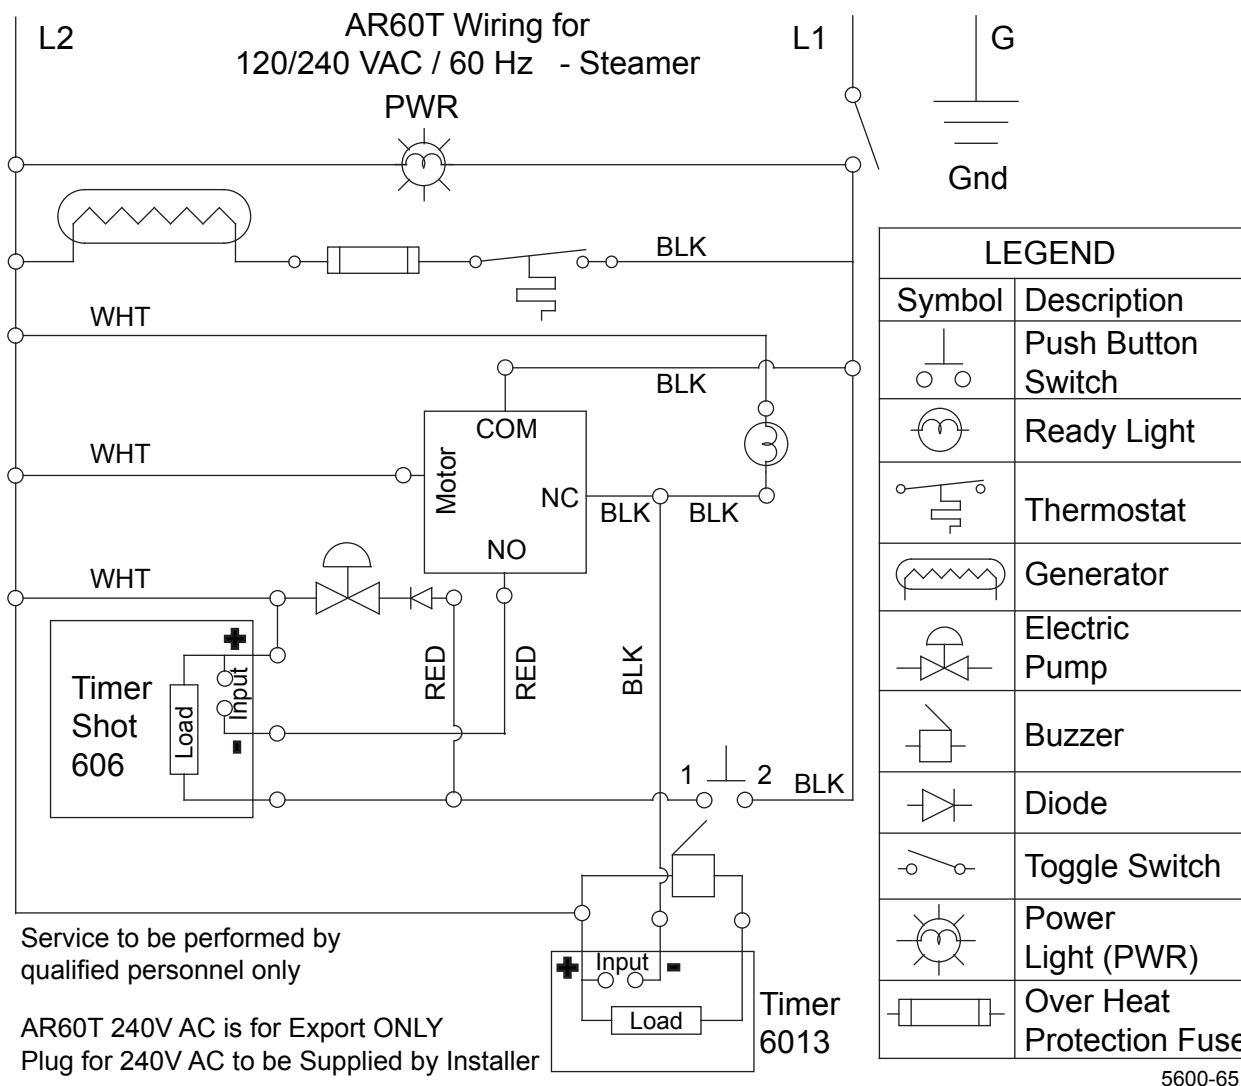 L2
AR60T Wiring for
120/240 VAC / 60 Hz - Steamer
L1
G
PWR
Gnd
BLK
WHT
BLK
COM
Motor
WHT
NC
BLK
BLK
NO
WHT
RED
RED
BLK
+
Input
-
Timer
Shot
606
Load
1
2
BLK
Service to be performed by
qualified personnel only
+
Input
-
Load
Timer
6013
AR60T 240V AC is for Export ONLY
Plug for 240V AC to be Supplied by Installer
LEGEND
Symbol Description
Push Button
Switch
Ready Light
Thermostat
Generator
Electric
Pump
Buzzer
Diode
Toggle Switch
Power
Light (PWR)
Over Heat
Protection Fuse
5600-65